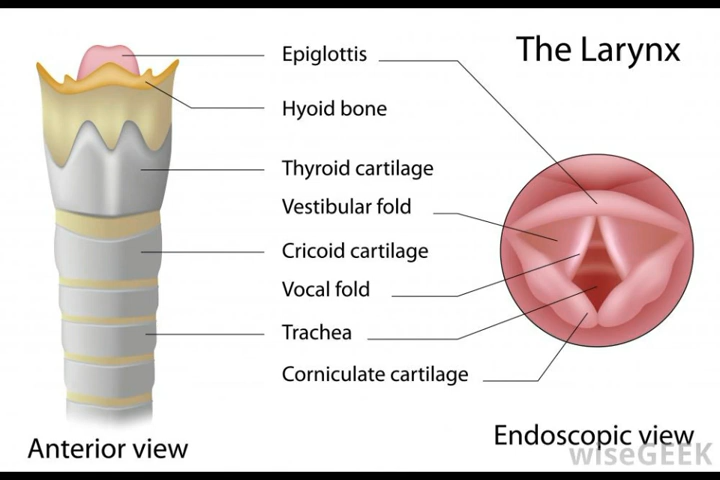 The Larynx
Epiglottis
Hyoid bone
Thyroid cartilage
Vestibular fold
Cricoid cartilage
Vocal fold
Trachea
Corniculate cartilage
Anterior view
Endoscopic view
wiseGEEK